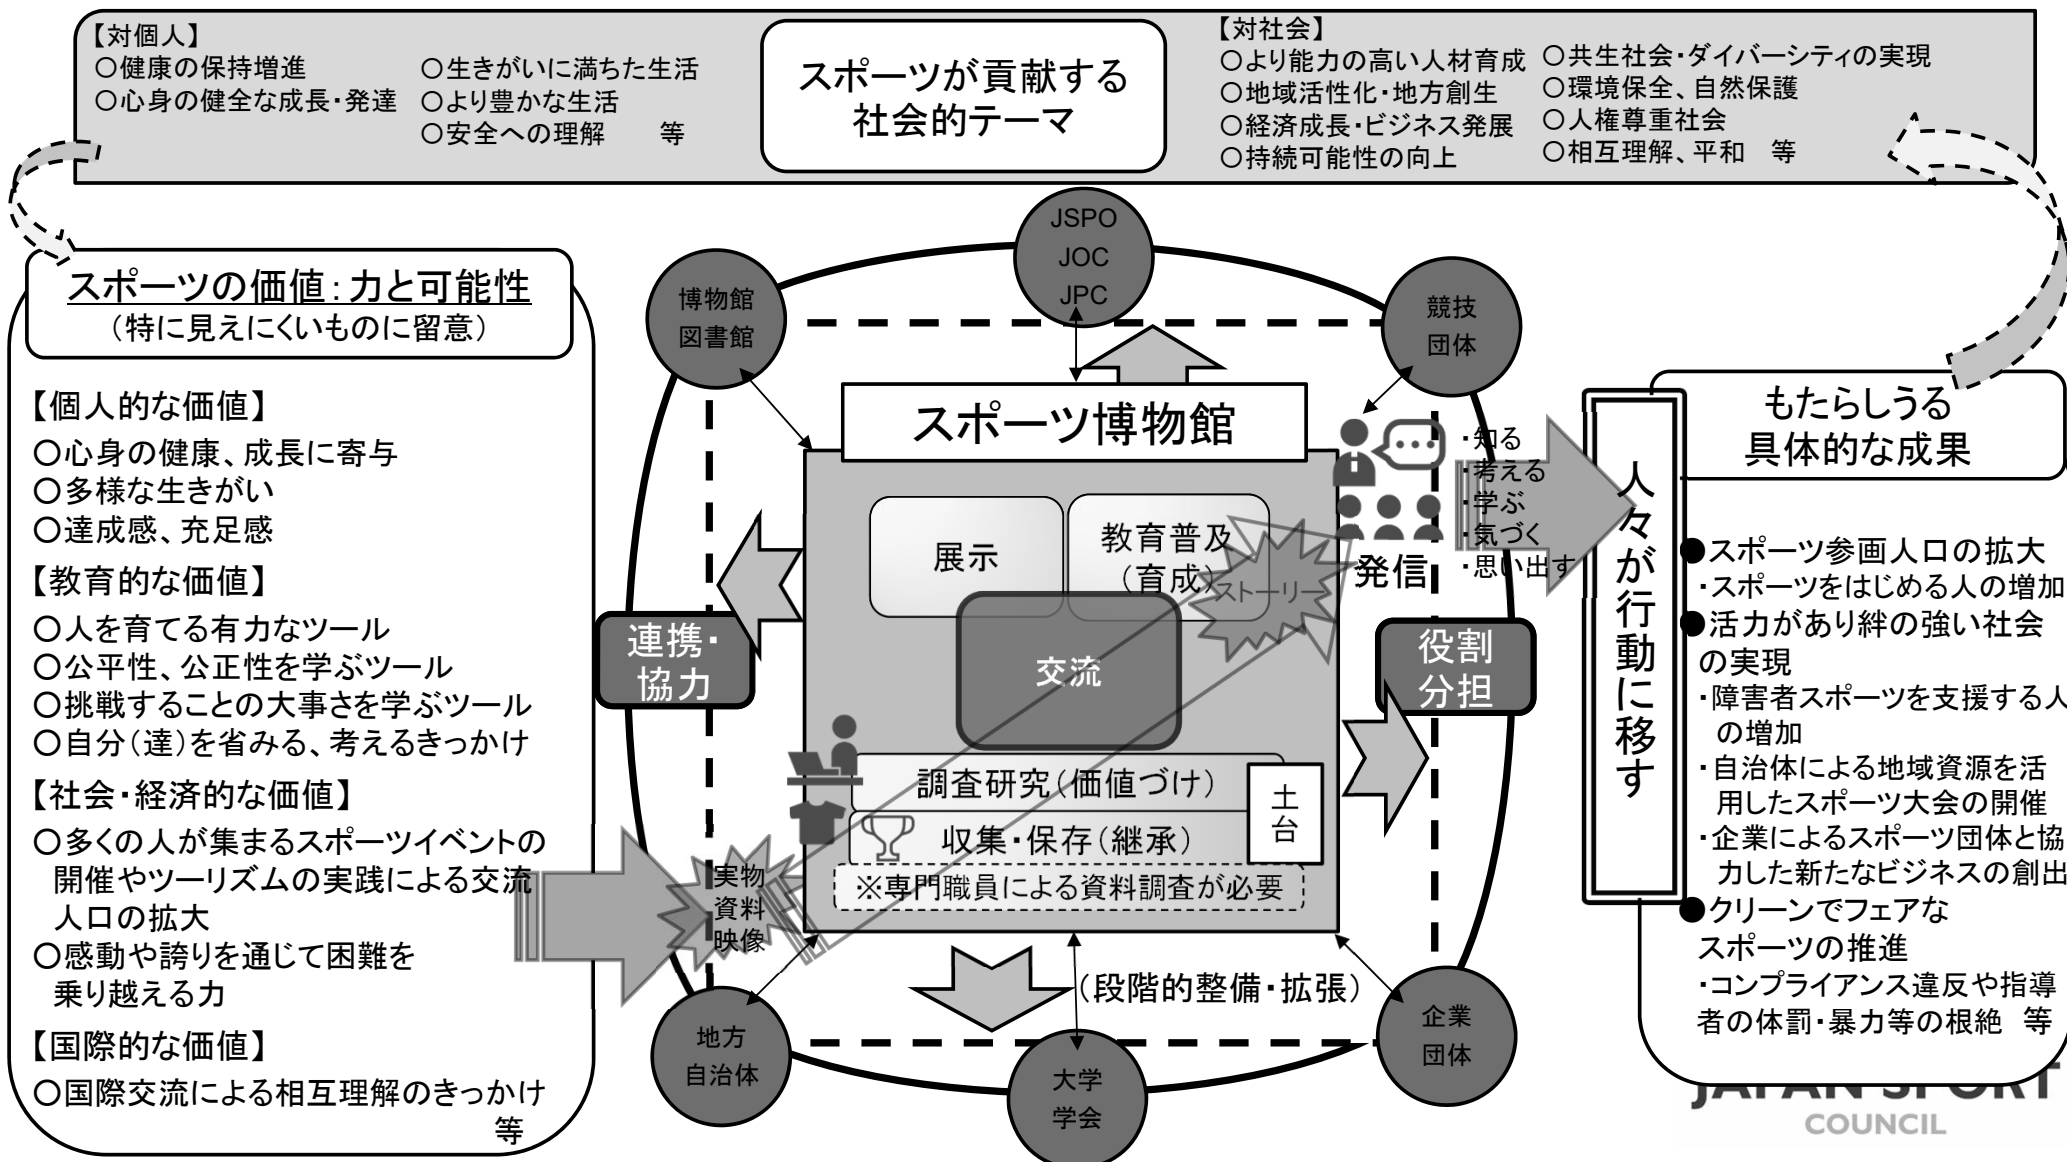 【対個人】
○健康の保持増進
○心身の健全な成長・発達
○生きがいに満ちた生活
○より豊かな生活
○安全への理解　等
スポーツが貢献する
社会的テーマ
【対社会】
○より能力の高い人材育成
○地域活性化・地方創生
○経済成長・ビジネス発展
○持続可能性の向上
○共生社会・ダイバーシティの実現
○環境保全、自然保護
○人権尊重社会
○相互理解、平和　等
スポーツの価値：力と可能性
（特に見えにくいものに留意）
【個人的な価値】
○心身の健康、成長に寄与
○多様な生きがい
○達成感、充足感
【教育的な価値】
○人を育てる有力なツール
○公平性、公正性を学ぶツール
○挑戦することの大事さを学ぶツール
○自分（達）を省みる、考えるきっかけ
【社会・経済的な価値】
○多くの人が集まるスポーツイベントの
開催やツーリズムの実践による交流
人口の拡大
○感動や誇りを通じて困難を
乗り越える力
【国際的な価値】
○国際交流による相互理解のきっかけ
等
JSPO
JOC
JPC
博物館
図書館
競技
団体
スポーツ博物館
展示
教育普及
（育成）
ストーリー
交流
発信
・知る
・考える
・学ぶ
・気づく
・思い出す
連携・
協力
役割
分担
調査研究（価値づけ）
収集・保存（継承）
土
台
※専門職員による資料調査が必要
実物
資料
映像
（段階的整備・拡張）
地方
自治体
大学
学会
企業
団体
人々が行動に移す
もたらしうる
具体的な成果
●スポーツ参画人口の拡大
・スポーツをはじめる人の増加
●活力があり絆の強い社会
の実現
・障害者スポーツを支援する人
の増加
・自治体による地域資源を活
用したスポーツ大会の開催
・企業によるスポーツ団体と協
力した新たなビジネスの創出
●クリーンでフェアな
スポーツの推進
・コンプライアンス違反や指導
者の体罰・暴力等の根絶　等
JAPAN SPORT
COUNCIL